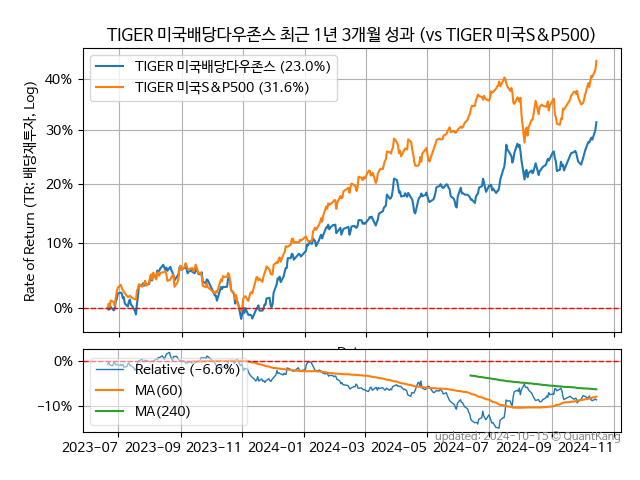 TIGER 미국배당다우존스 최근 1년 3개월 성과 (vs TIGER 미국S&P500)
TIGER 미국배당다우존스 (23.0%)
TIGER 미국S&P500 (31.6%)
Rate of Return (TR: 배당재투자, Log)
40%
30%
20%
10%
0%
0%
−10%
Relative (−6.6%)
MA(60)
MA(240)
2023-07 2023-09 2023-11 2024-01 2024-03 2024-05 2024-07 2024-09 2024-11
updated: 2024-10-15 © QuantKang